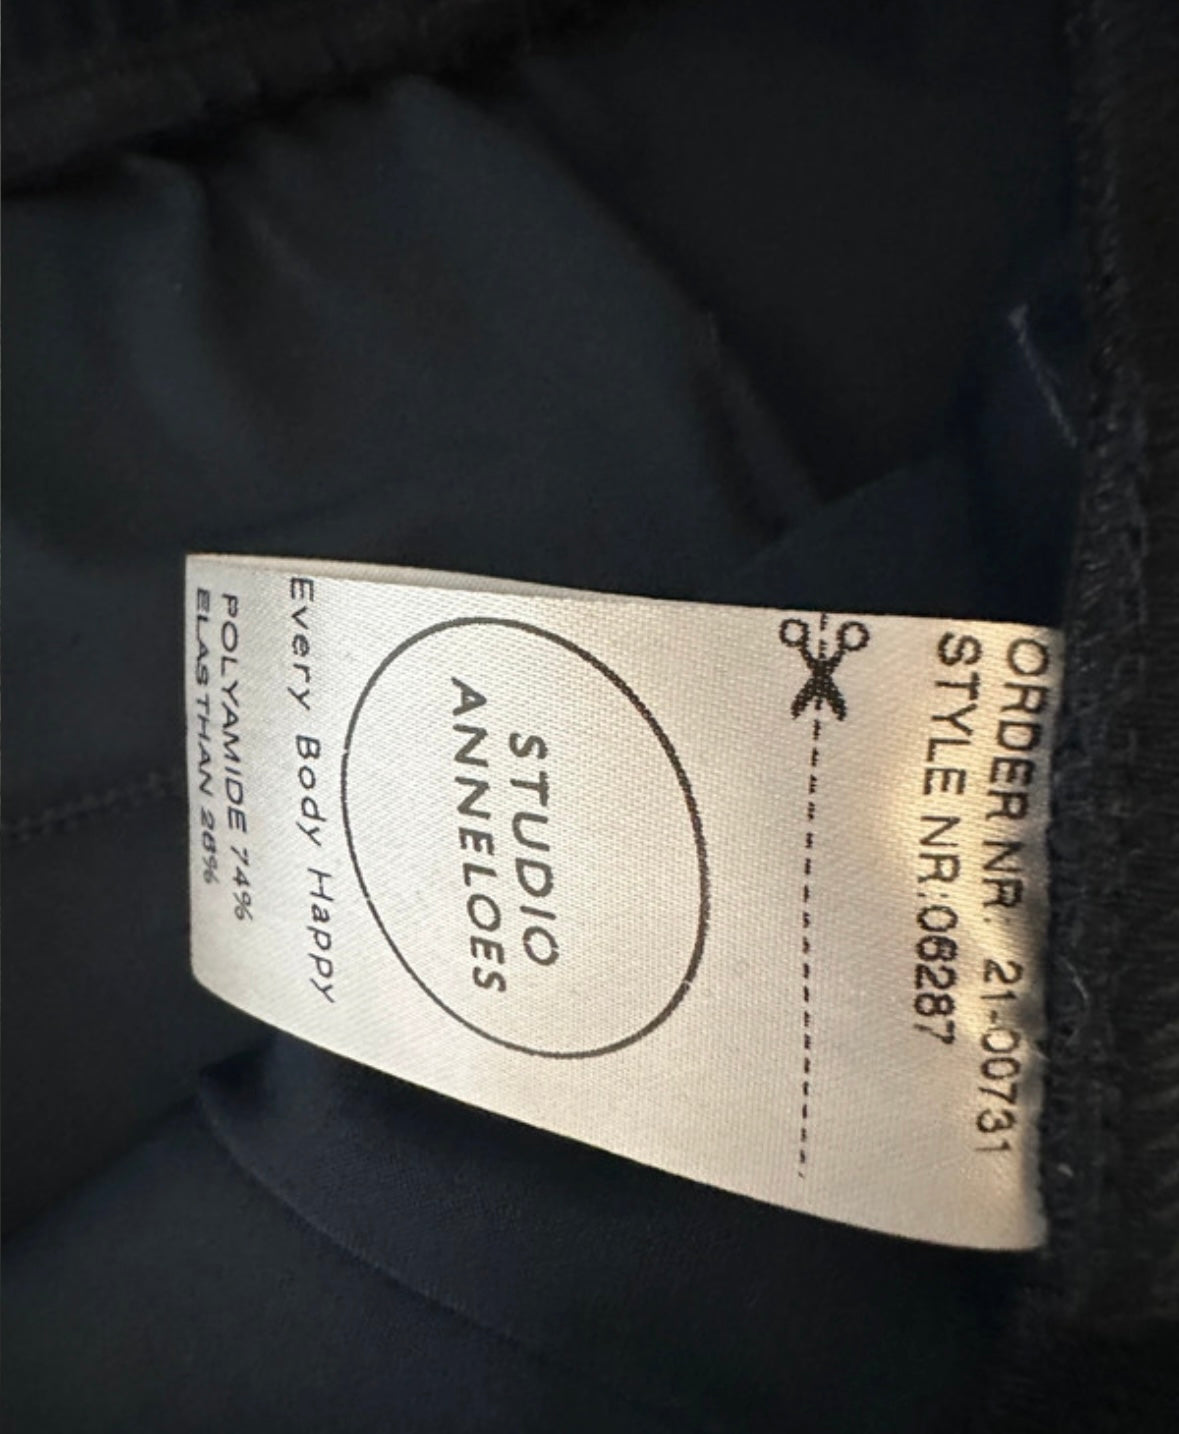 ORDER NR. 21-00731
STYLE NR:06287
STUDIO
ANNELOES
Every Body Happy
POLYAMIDE 74%
ELASTHAN 26%